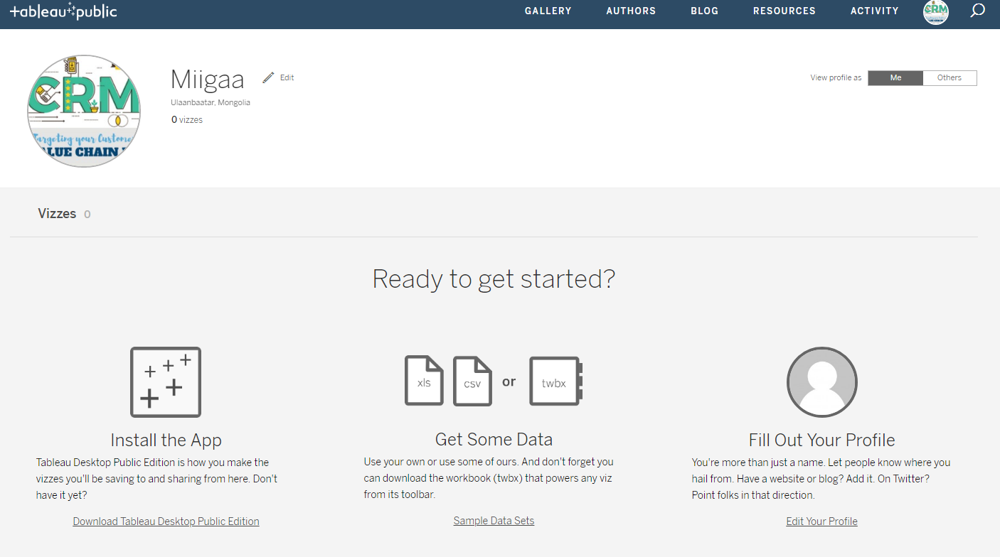 +ableau public
GALLERY AUTHORS BLOG RESOURCES ACTIVITY
CRM
CRM
Targeting your Custome
LUE CHAIN
Miigaa
Edit
Ulaanbaatar, Mongolia
0 vizzes
View profile as Me Others
Vizzes 0
Ready to get started?
xls csv or twbx
Install the App
Tableau Desktop Public Edition is how you make the
vizzes you'll be saving to and sharing from here. Don't
have it yet?
Download Tableau Desktop Public Edition
Get Some Data
Use your own or use some of ours. And don't forget you
can download the workbook (twbx) that powers any viz
from its toolbar.
Sample Data Sets
Fill Out Your Profile
You're more than just a name. Let people know where you
hail from. Have a website or blog? Add it. On Twitter?
Point folks in that direction.
Edit Your Profile